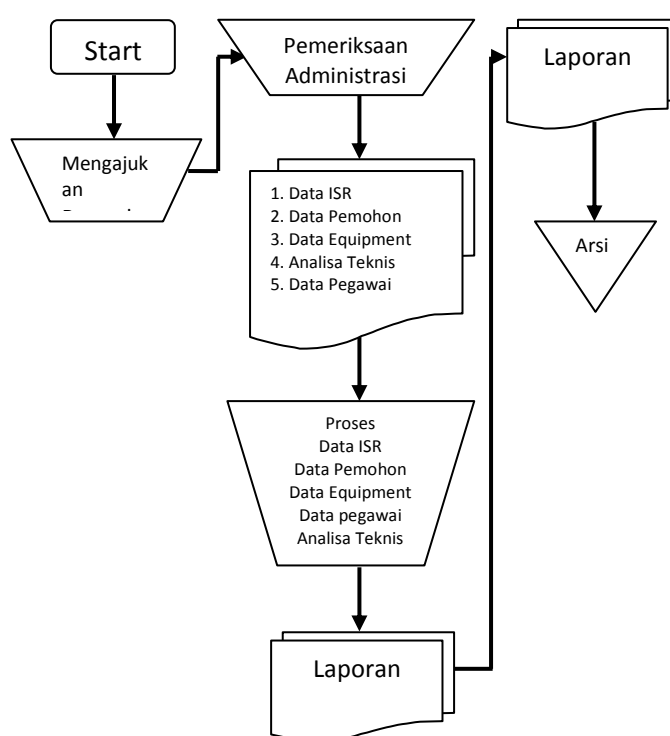 Start
Mengajuk
an
Pemeriksaan
Administrasi
1. Data ISR
2. Data Pemohon
3. Data Equipment
4. Analisa Teknis
5. Data Pegawai
Proses
Data ISR
Data Pemohon
Data Equipment
Data pegawai
Analisa Teknis
Laporan
Laporan
Arsi